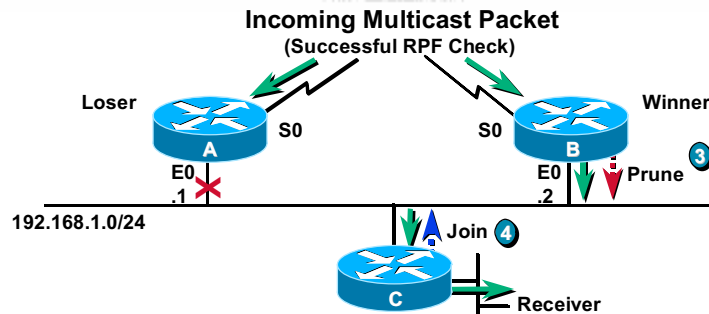 Incoming Multicast Packet
(Successful RPF Check)
Loser
Winner
S0
S0
A
B
E0
E0
Prune
3
.1
.2
192.168.1.0/24
Join
4
C
Receiver